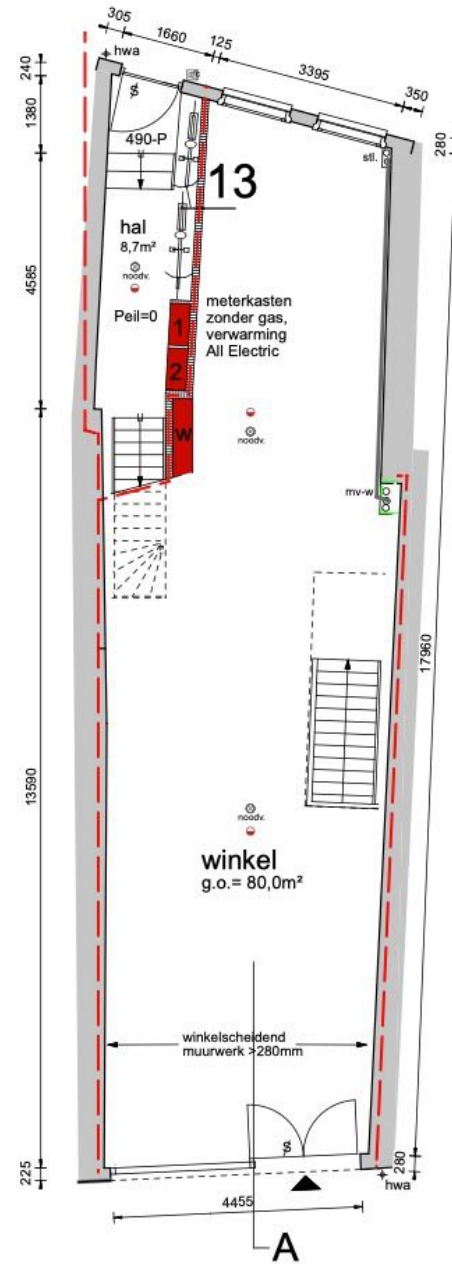 305
1660
125
3395
350
hwa
240
1380
280
stl.
490-P
13
hal
8,7m²
noodv.
4585
Peil=0
meterkasten
zonder gas,
verwarming
All Electric
1
2
w
noodv.
mv-w
17960
13590
noodv.
winkel
g.o.= 80,0m²
winkelscheidend
muurwerk >280mm
225
280
hwa
4455
A